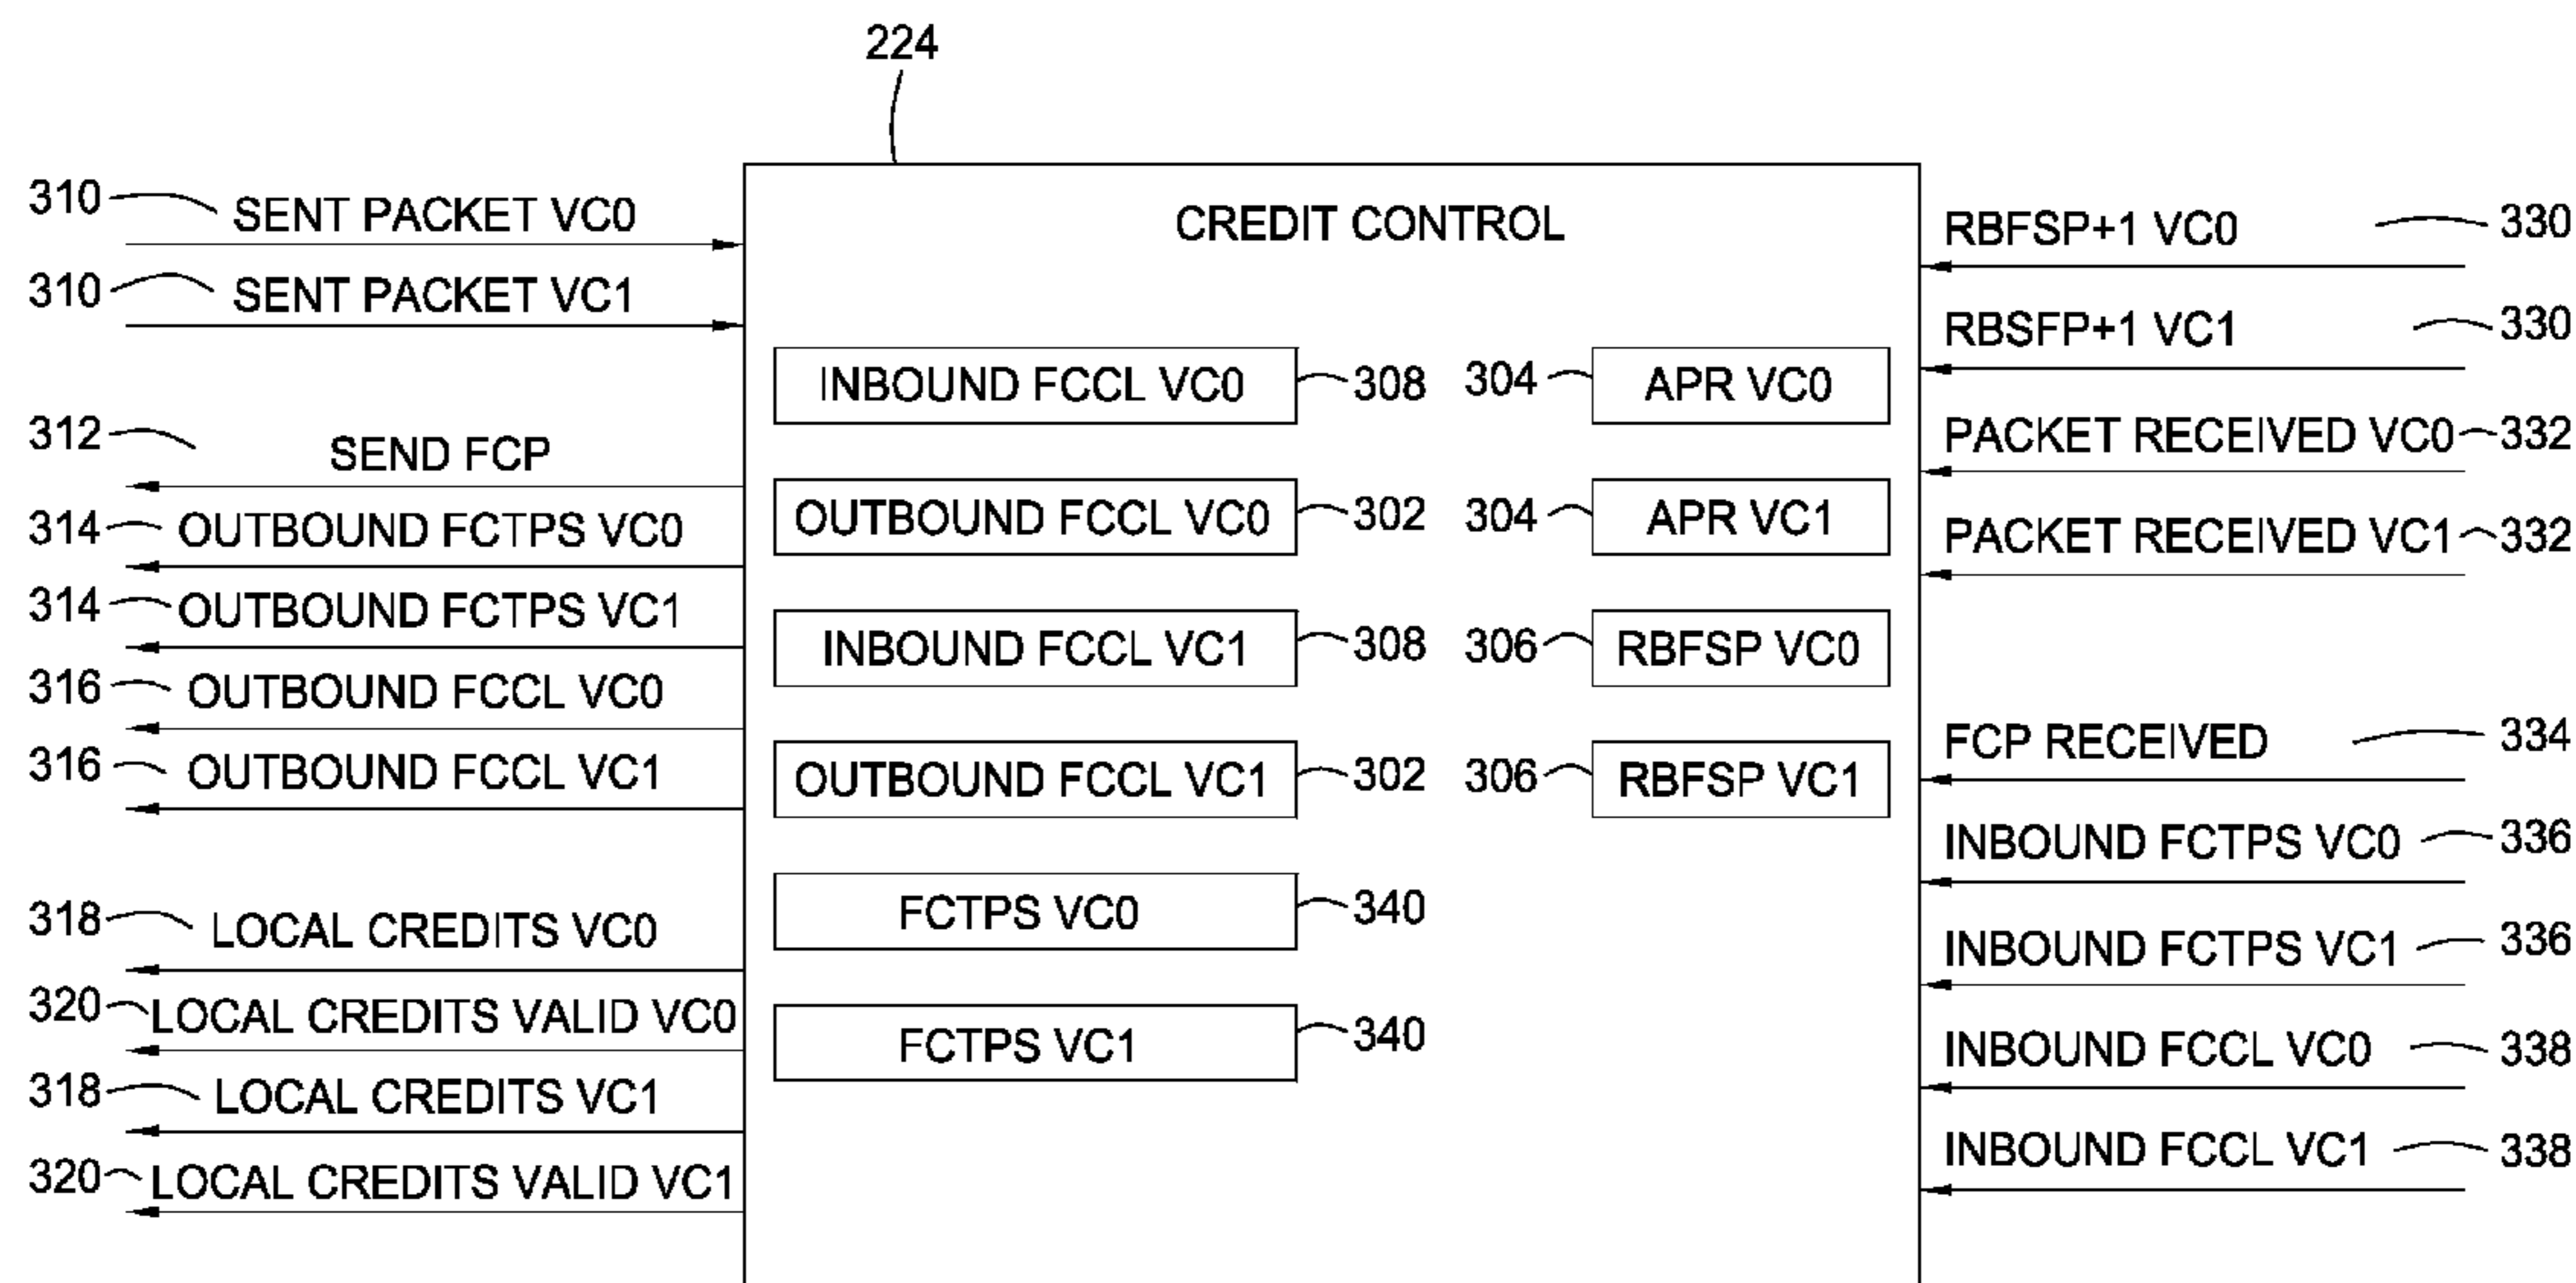 224
CREDIT CONTROL
310 SENT PACKET VC0
310 SENT PACKET VC1
312 SEND FCP
314 OUTBOUND FCTPS VC0
314 OUTBOUND FCTPS VC1
316 OUTBOUND FCCL VC0
316 OUTBOUND FCCL VC1
318 LOCAL CREDITS VC0
320 LOCAL CREDITS VALID VC0
318 LOCAL CREDITS VC1
320 LOCAL CREDITS VALID VC1
INBOUND FCCL VC0 308
OUTBOUND FCCL VC0 302
INBOUND FCCL VC1 308
OUTBOUND FCCL VC1 302
FCTPS VC0 340
FCTPS VC1 340
304 APR VC0
304 APR VC1
306 RBFSP VC0
306 RBFSP VC1
RBFSP+1 VC0 330
RBSFP+1 VC1 330
PACKET RECEIVED VC0 332
PACKET RECEIVED VC1 332
FCP RECEIVED 334
INBOUND FCTPS VC0 336
INBOUND FCTPS VC1 336
INBOUND FCCL VC0 338
INBOUND FCCL VC1 338